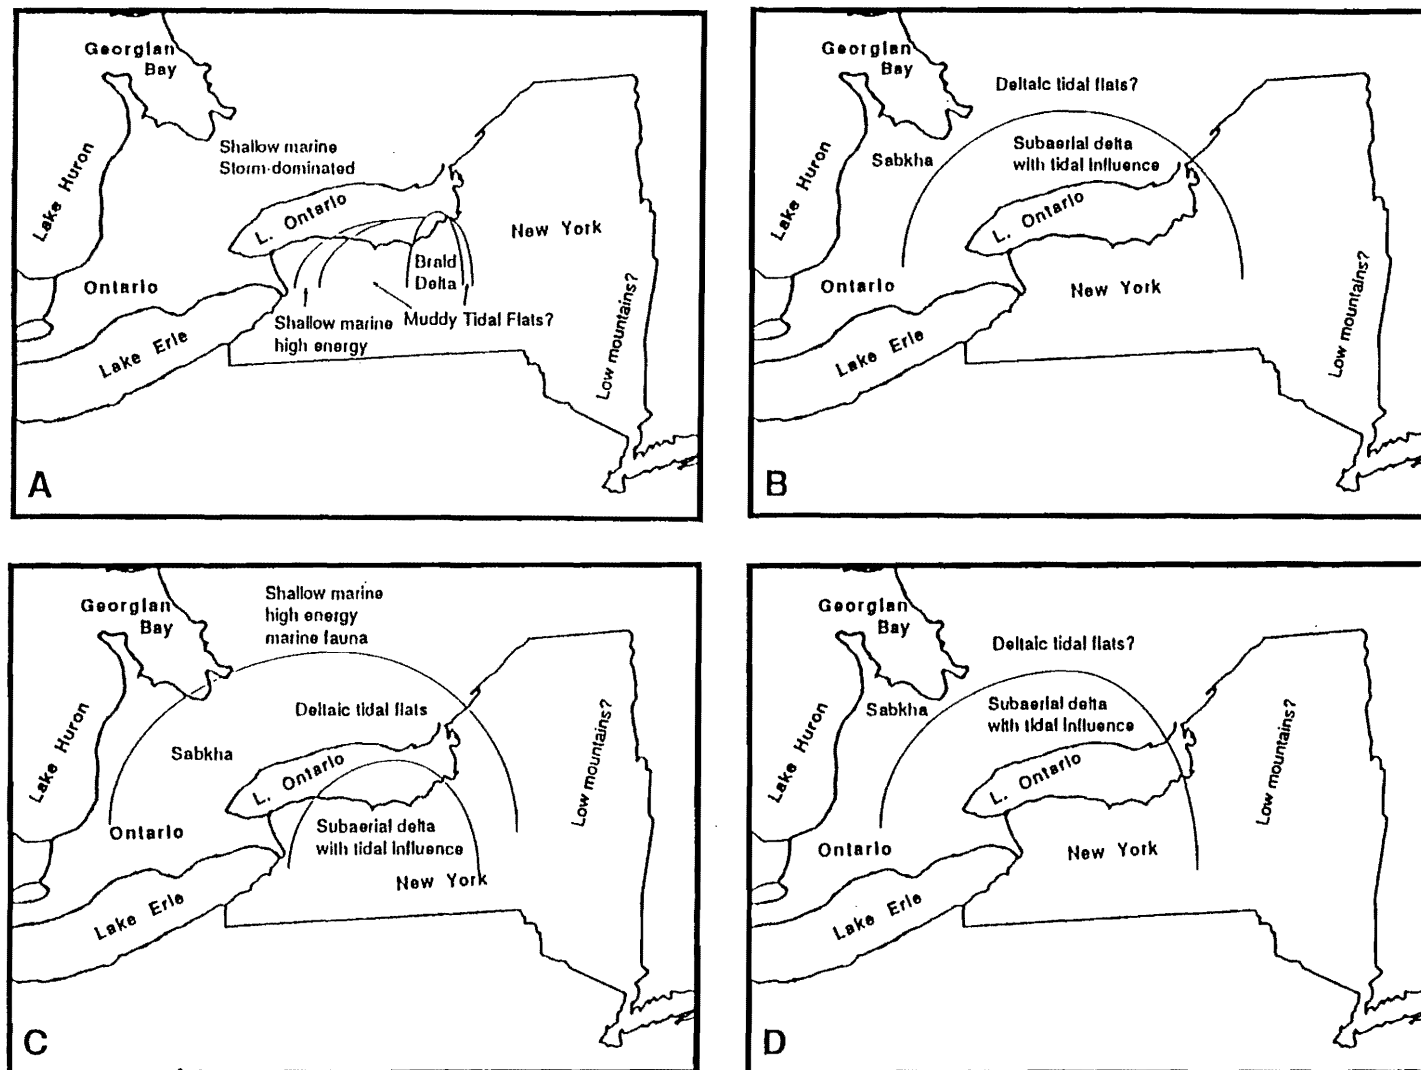 Georgian
Bay
Lake Huron
Shallow marine
Storm-dominated
L. Ontario
New York
Braid
Delta
Ontario
Shallow marine
high energy
Muddy Tidal Flats?
Lake Erie
Low mountains?
A
Georgian
Bay
Deltaic tidal flats?
Lake Huron
Sabkha
Subaerial delta
with tidal Influence
L. Ontario
Ontario
New York
Lake Erie
Low mountains?
B
Shallow marine
high energy
marine fauna
Georgian
Bay
Lake Huron
Deltaic tidal flats
Sabkha
L. Ontario
Low mountains?
Ontario
Subaerial delta
with tidal Influence
New York
Lake Erie
C
Georgian
Bay
Deltaic tidal flats?
Lake Huron
Sabkha
Subaerial delta
with tidal Influence
L. Ontario
Low mountains?
Ontario
New York
Lake Erie
D